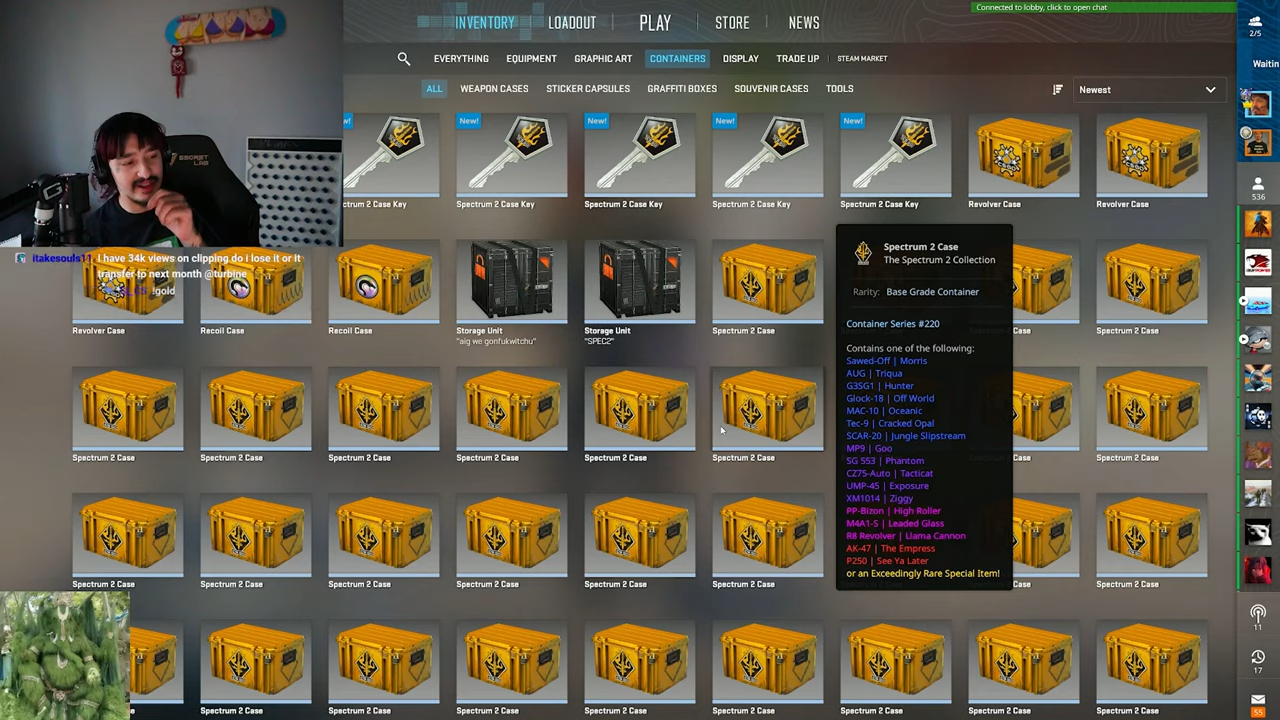 Connected to lobby, click to open chat
INVENTORY LOADOUT PLAY STORE NEWS
2/5
EVERYTHING EQUIPMENT GRAPHIC ART CONTAINERS DISPLAY TRADE UP STEAM MARKET
Waitin
ALL WEAPON CASES STICKER CAPSULES GRAFFITI BOXES SOUVENIR CASES TOOLS Newest
New! New! New! New!
SECRETLAB
536
Spectrum 2 Case Key Spectrum 2 Case Key Spectrum 2 Case Key Spectrum 2 Case Key Revolver Case Revolver Case
itakesouls11 I have 34k views on clipping do i lose it or it
transfer to next month @turbine
!gold
Revolver Case Recoil Case Recoil Case Storage Unit Storage Unit Spectrum 2 Case Spectrum 2 Case
"aig we gonfukwitchu" "SPEC2"
Spectrum 2 Case
The Spectrum 2 Collection
Rarity: Base Grade Container
Container Series #220
Contains one of the following:
Sawed-Off | Morris
AUG | Triqua
G3SG1 | Hunter
Glock-18 | Off World
MAC-10 | Oceanic
Tec-9 | Cracked Opal
SCAR-20 | Jungle Slipstream
MP9 | Goo
SG 553 | Phantom
CZ75-Auto | Tacticat
UMP-45 | Exposure
XM1014 | Ziggy
PP-Bizon | High Roller
M4A1-S | Leaded Glass
R8 Revolver | Llama Cannon
AK-47 | The Empress
P250 | See Ya Later
or an Exceedingly Rare Special Item!
Spectrum 2 Case Spectrum 2 Case Spectrum 2 Case Spectrum 2 Case Spectrum 2 Case Spectrum 2 Case Spectrum 2 Case
Spectrum 2 Case Spectrum 2 Case Spectrum 2 Case Spectrum 2 Case Spectrum 2 Case Spectrum 2 Case Spectrum 2 Case
11
17
Spectrum 2 Case Spectrum 2 Case Spectrum 2 Case Spectrum 2 Case Spectrum 2 Case Spectrum 2 Case Spectrum 2 Case Spectrum 2 Case
55